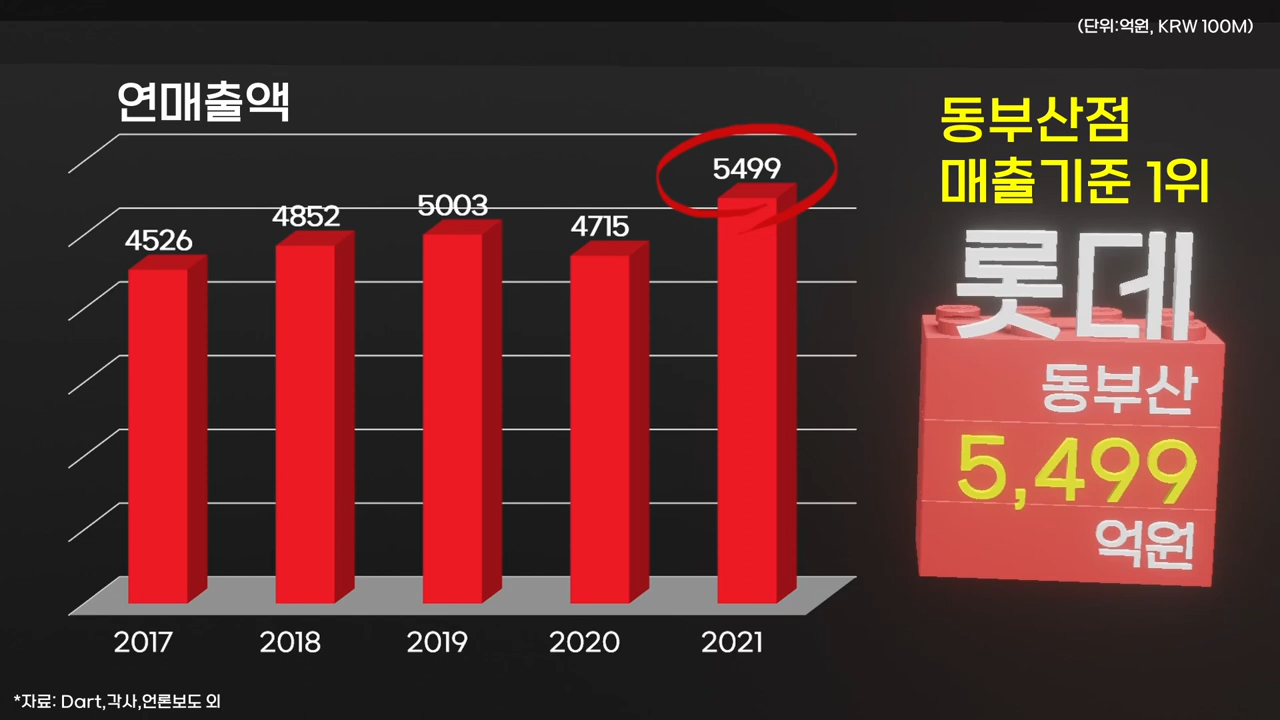 (단위:억원, KRW 100M)
연매출액
4526
4852
5003
4715
5499
2017
2018
2019
2020
2021
동부산점
매출기준 1위
롯데
동부산
5,499
억원
*자료: Dart,각사,언론보도 외